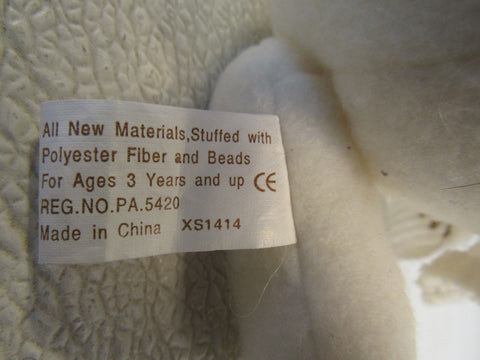 All New Materials,Stuffed with
Polyester Fiber and Beads
For Ages 3 Years and up CE
REG.NO.PA.5420
Made in China XS1414